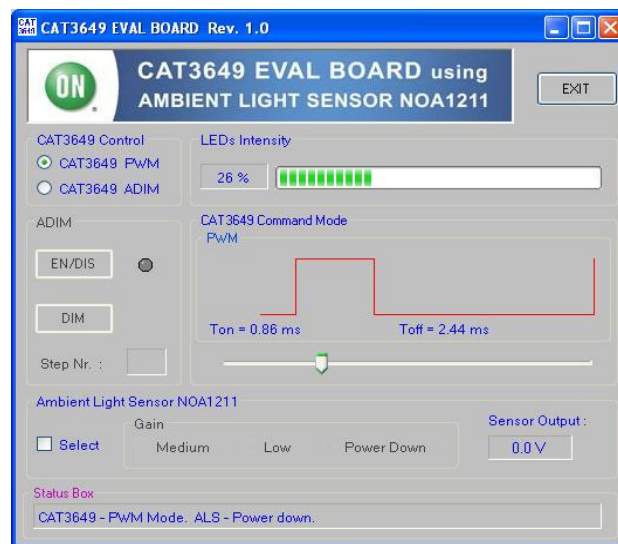 CAT3649 EVAL BOARD Rev. 1.0
CAT
3649
ON
CAT3649 EVAL BOARD using
AMBIENT LIGHT SENSOR NOA1211
EXIT
CAT3649 Control
CAT3649 PWM
CAT3649 ADIM
LEDs Intensity
26 %
ADIM
EN/DIS
DIM
Step Nr. :
CAT3649 Command Mode
PWM
Ton = 0.86 ms
Toff = 2.44 ms
Ambient Light Sensor NOA1211
Select
Gain
Medium
Low
Power Down
Sensor Output :
0.0 V
Status Box
CAT3649 - PWM Mode. ALS - Power down.